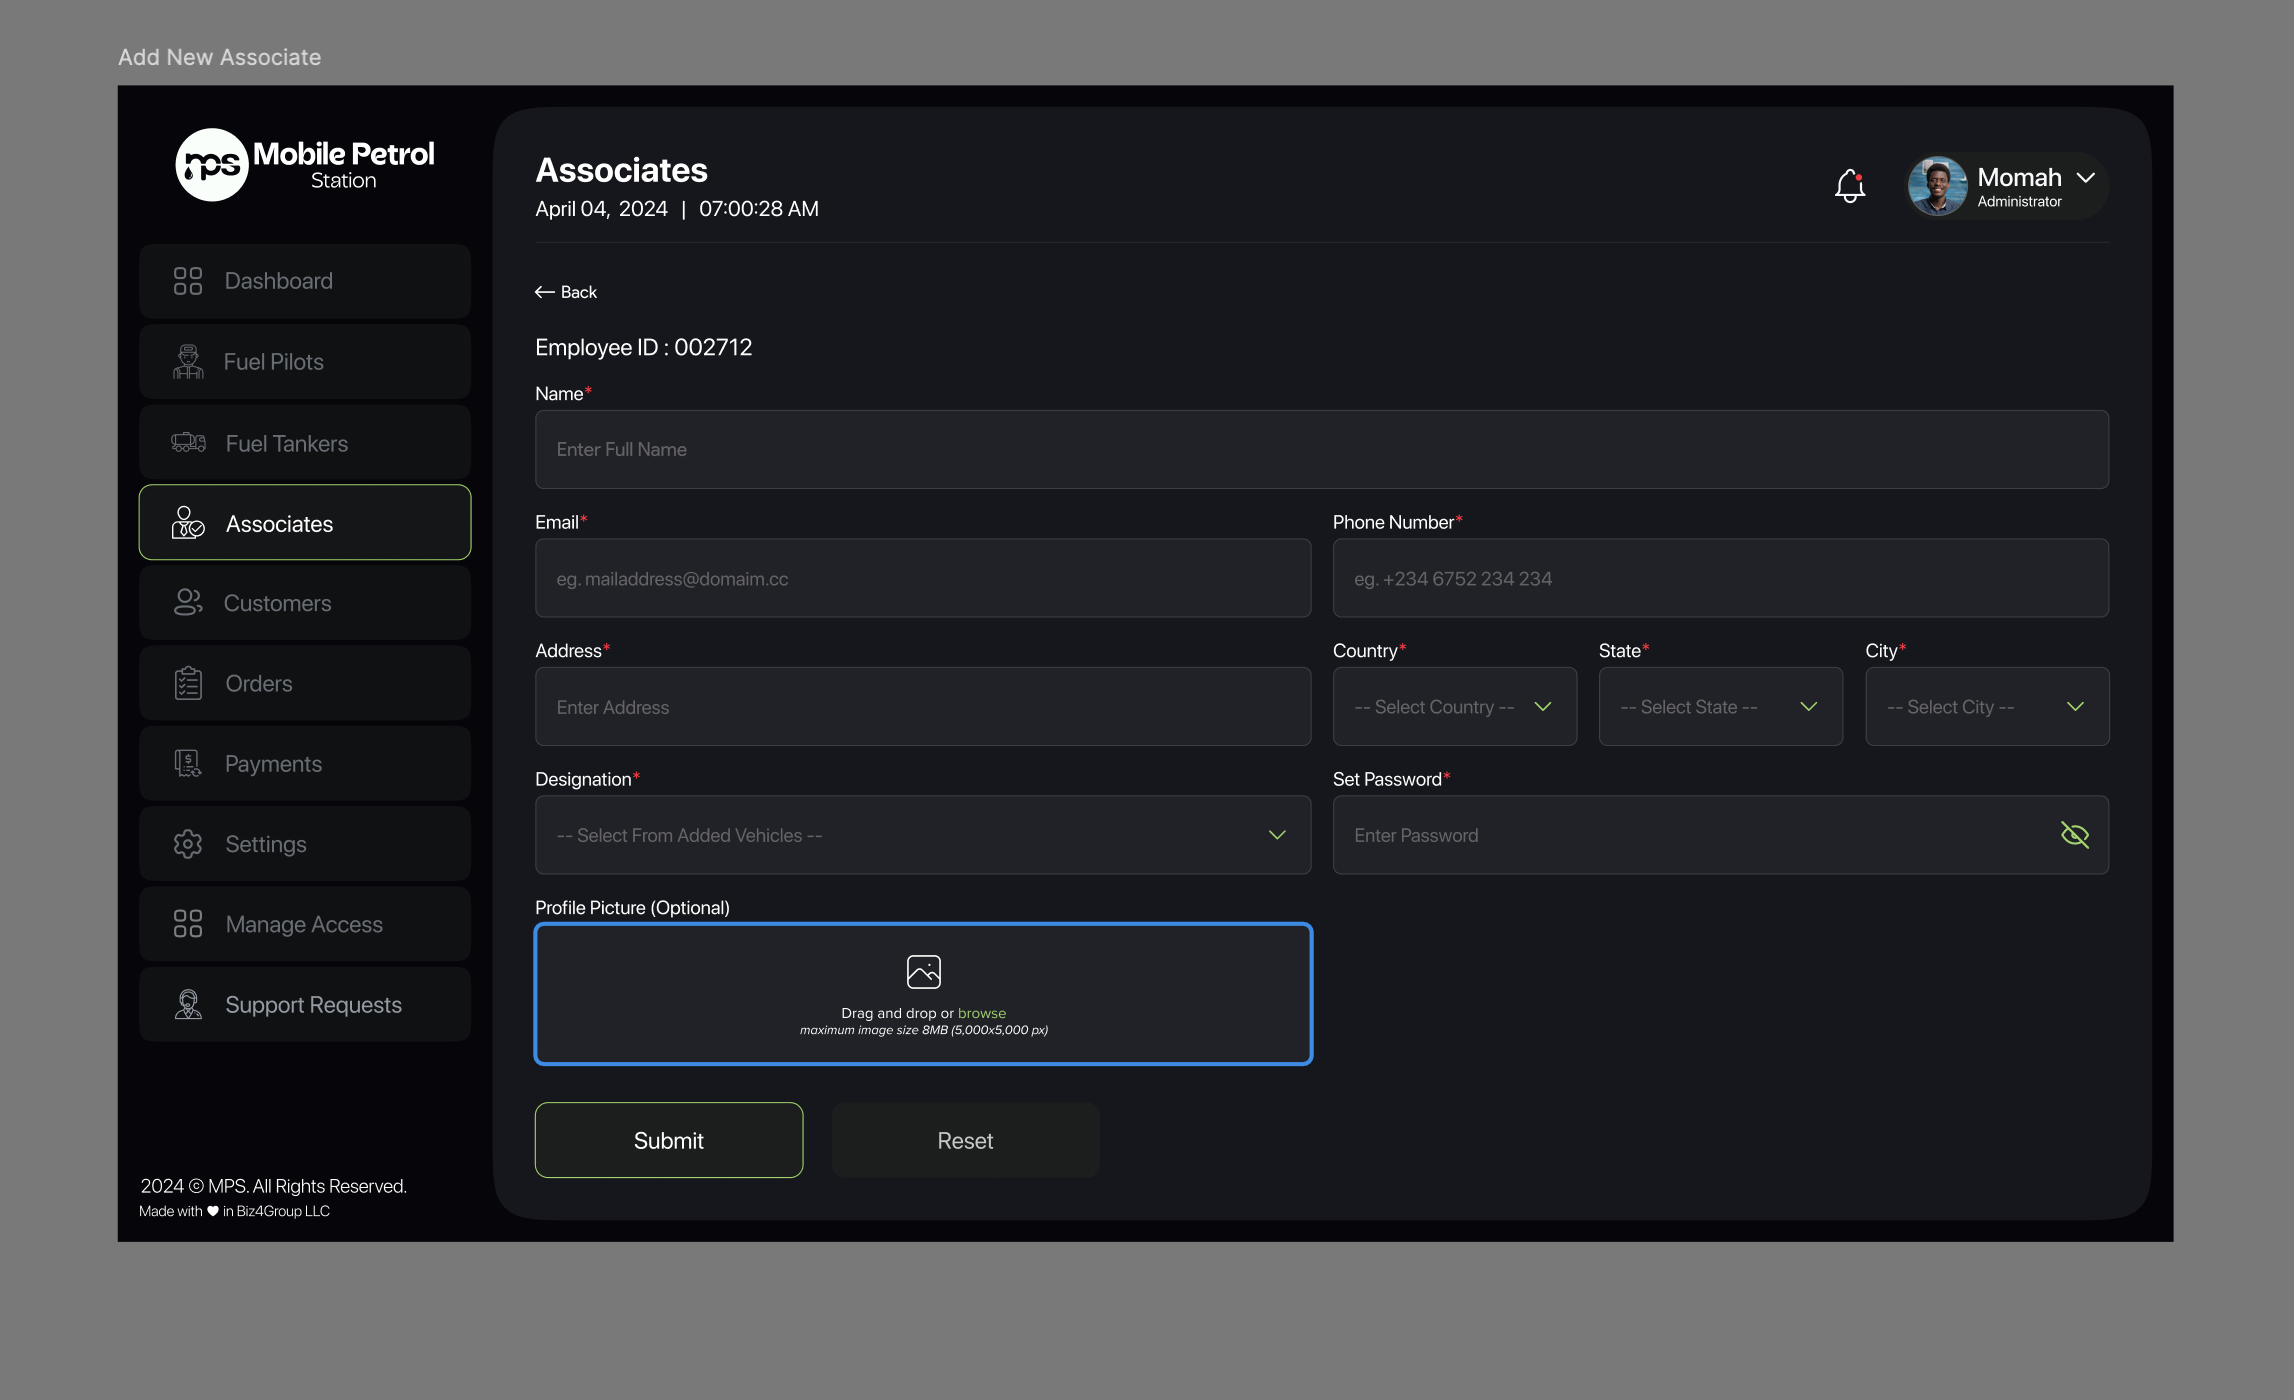 Add New Associate
mps Mobile Petrol
Station
Dashboard
Fuel Pilots
Fuel Tankers
Associates
Customers
Orders
Payments
Settings
Manage Access
Support Requests
2024 © MPS. All Rights Reserved.
Made with ♥ in Biz4Group LLC
Associates
April 04, 2024 | 07:00:28 AM
Momah
Administrator
← Back
Employee ID : 002712
Name*
Enter Full Name
Email*
eg. mailaddress@domaim.cc
Phone Number*
eg. +234 6752 234 234
Address*
Enter Address
Country*
-- Select Country --
State*
-- Select State --
City*
-- Select City --
Designation*
-- Select From Added Vehicles --
Set Password*
Enter Password
Profile Picture (Optional)
Drag and drop or browse
maximum image size 8MB (5,000x5,000 px)
Submit
Reset